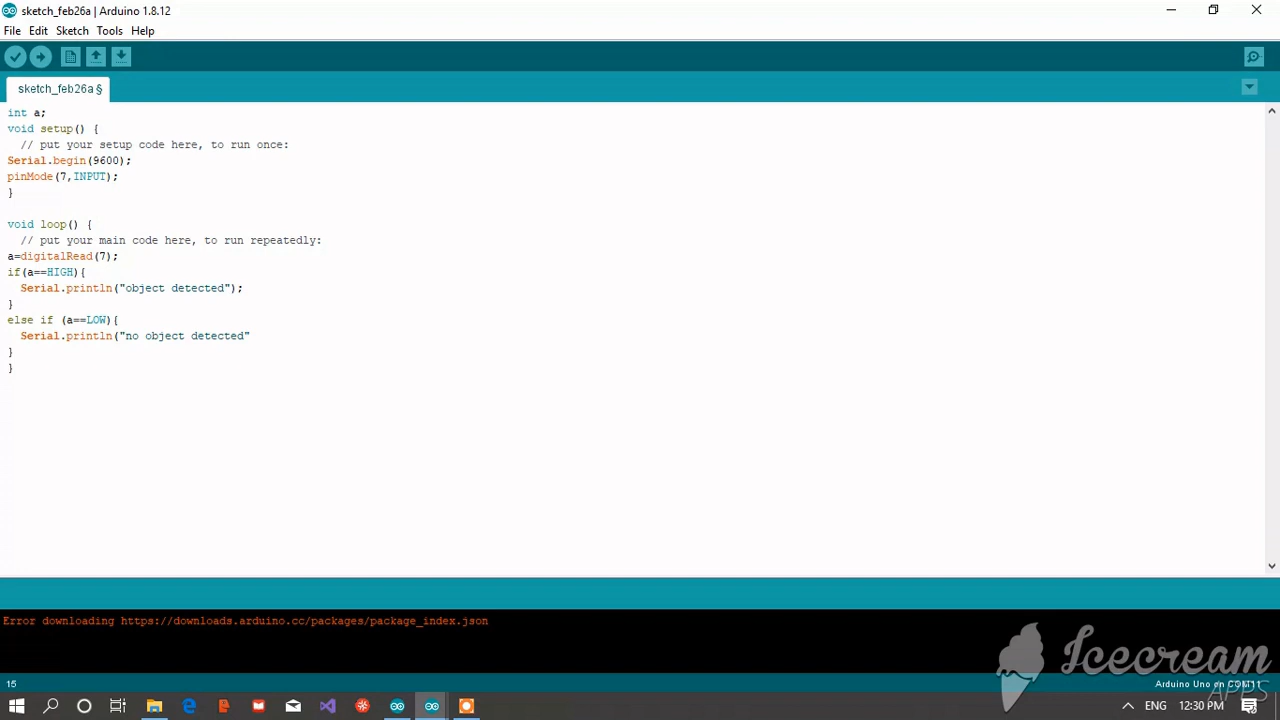 sketch_feb26a | Arduino 1.8.12
File Edit Sketch Tools Help
sketch_feb26a §
int a;
void setup() {
  // put your setup code here, to run once:
Serial.begin(9600);
pinMode(7,INPUT);
}
void loop() {
  // put your main code here, to run repeatedly:
a=digitalRead(7);
if(a==HIGH){
  Serial.println("object detected");
}
else if (a==LOW){
  Serial.println("no object detected"
}
}
Error downloading https://downloads.arduino.cc/packages/package_index.json
Icecream
APPS
15
Arduino Uno on COM11
ENG 12:30 PM